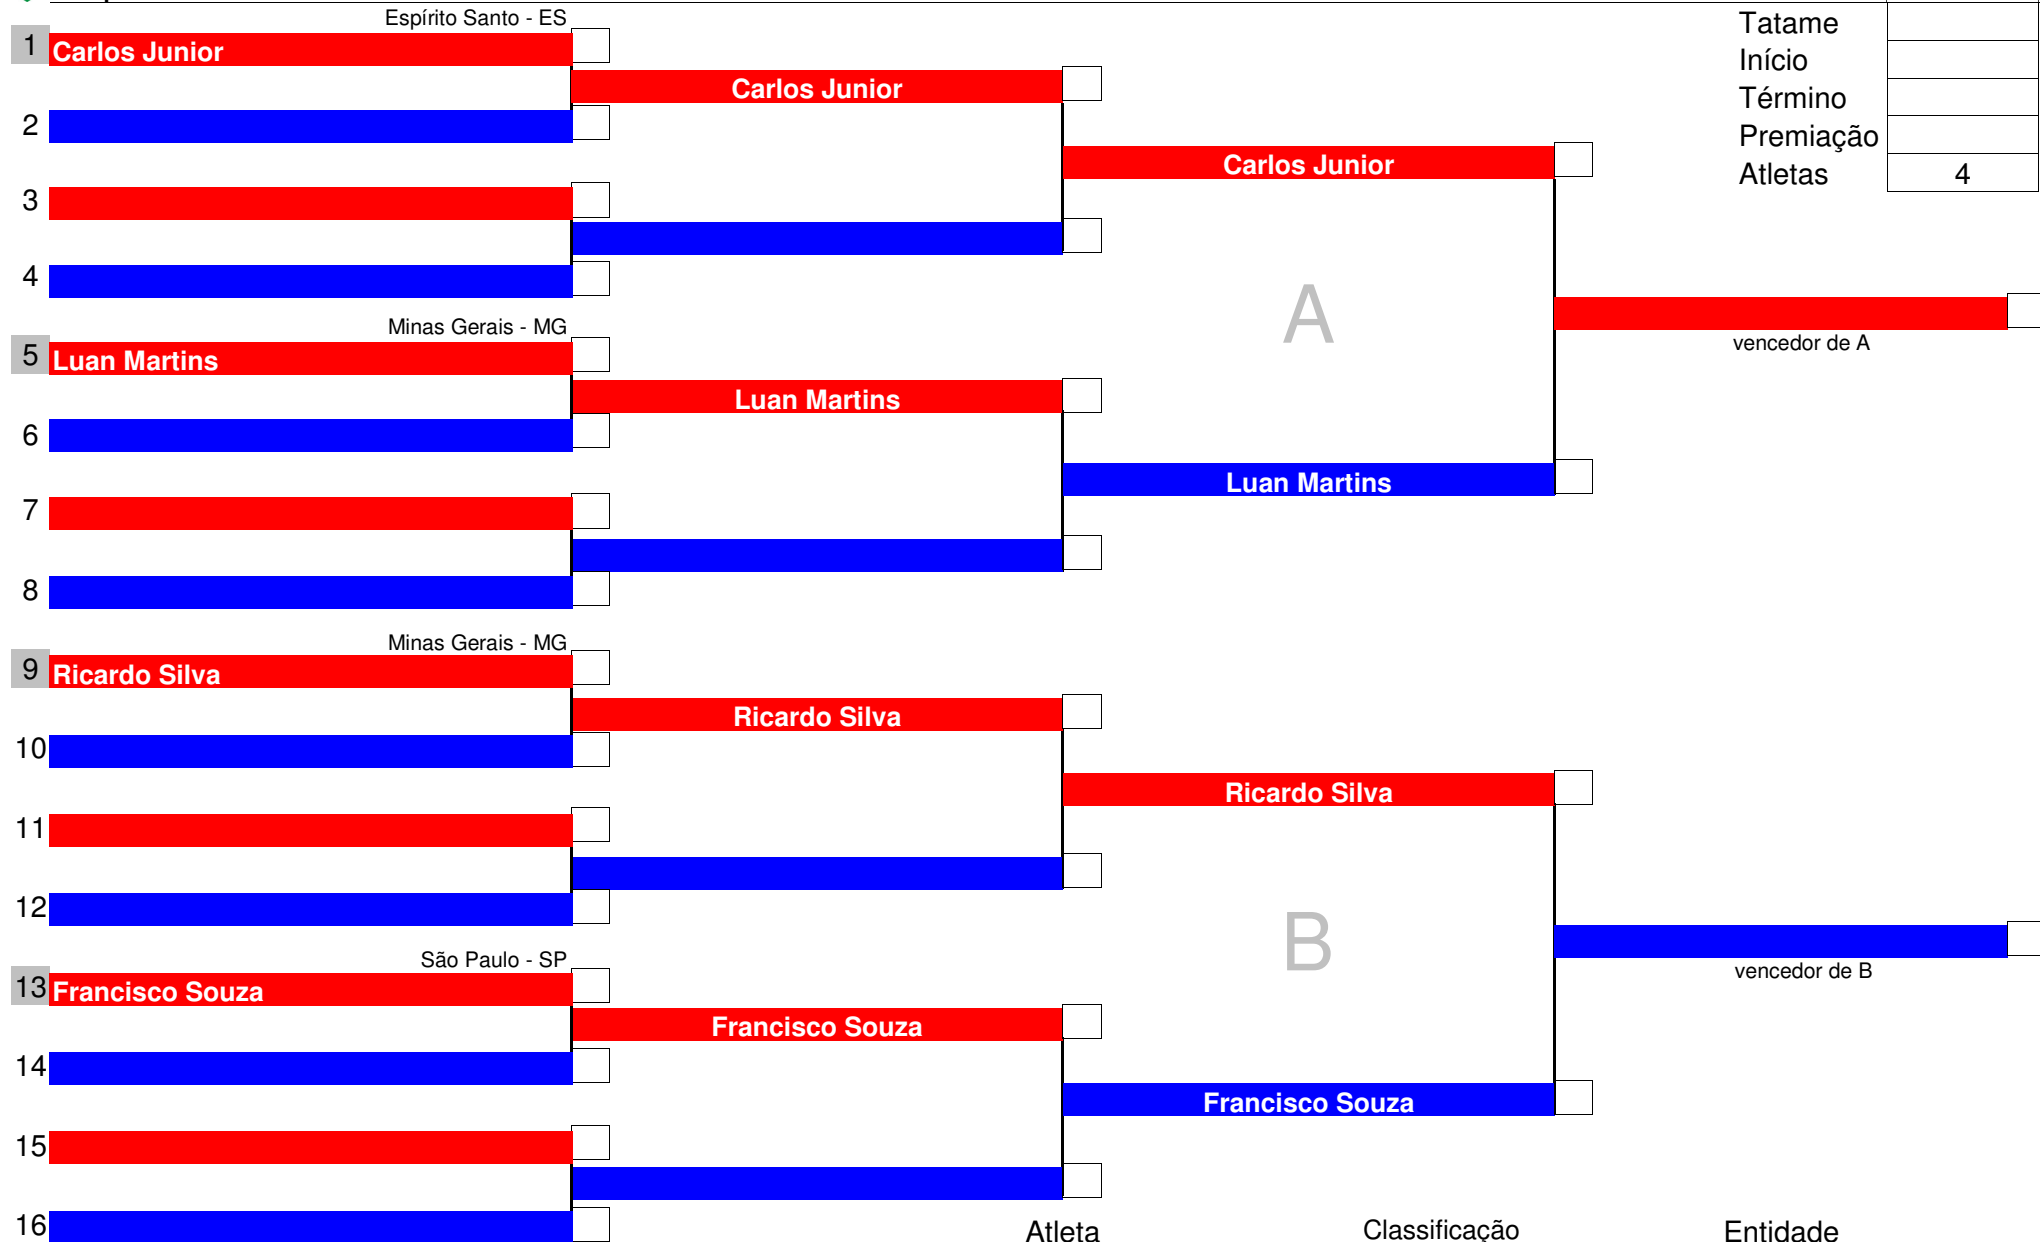 Espírito Santo - ES
1 Carlos Junior
Carlos Junior
2
Carlos Junior
3
4
Tatame
Início
Término
Premiação
Atletas 4
A
vencedor de A
Minas Gerais - MG
5 Luan Martins
Luan Martins
6
Luan Martins
7
8
Minas Gerais - MG
9 Ricardo Silva
Ricardo Silva
10
Ricardo Silva
11
12
B
vencedor de B
São Paulo - SP
13 Francisco Souza
Francisco Souza
14
Francisco Souza
15
16
Atleta Classificação Entidade